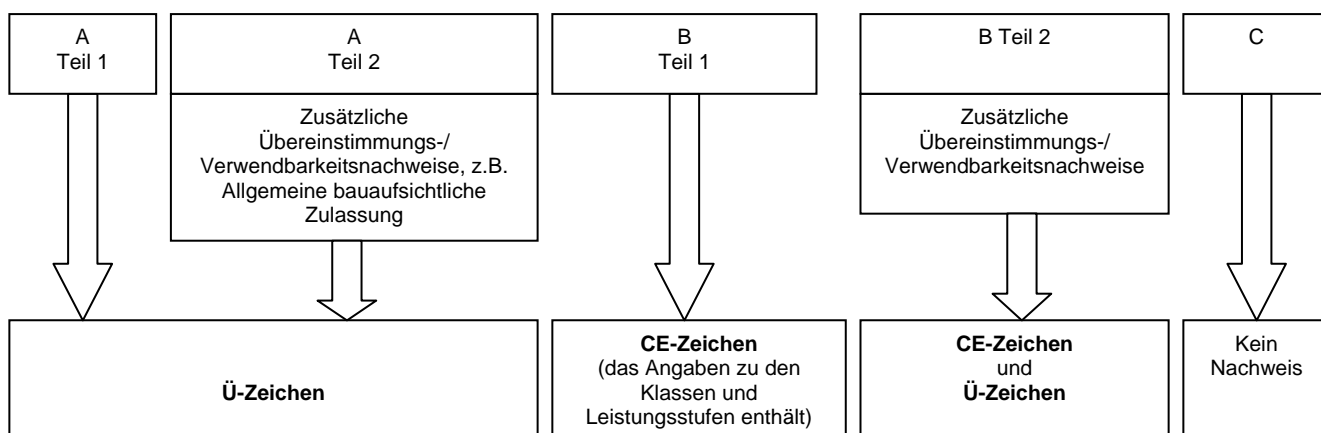 A
Teil 1
A
Teil 2
Zusätzliche
Übereinstimmungs-/
Verwendbarkeitsnachweise, z.B.
Allgemeine bauaufsichtliche
Zulassung
B
Teil 1
B Teil 2
Zusätzliche
Übereinstimmungs-/
Verwendbarkeitsnachweise
C
Ü-Zeichen
CE-Zeichen
(das Angaben zu den
Klassen und
Leistungsstufen enthält)
CE-Zeichen
und
Ü-Zeichen
Kein
Nachweis